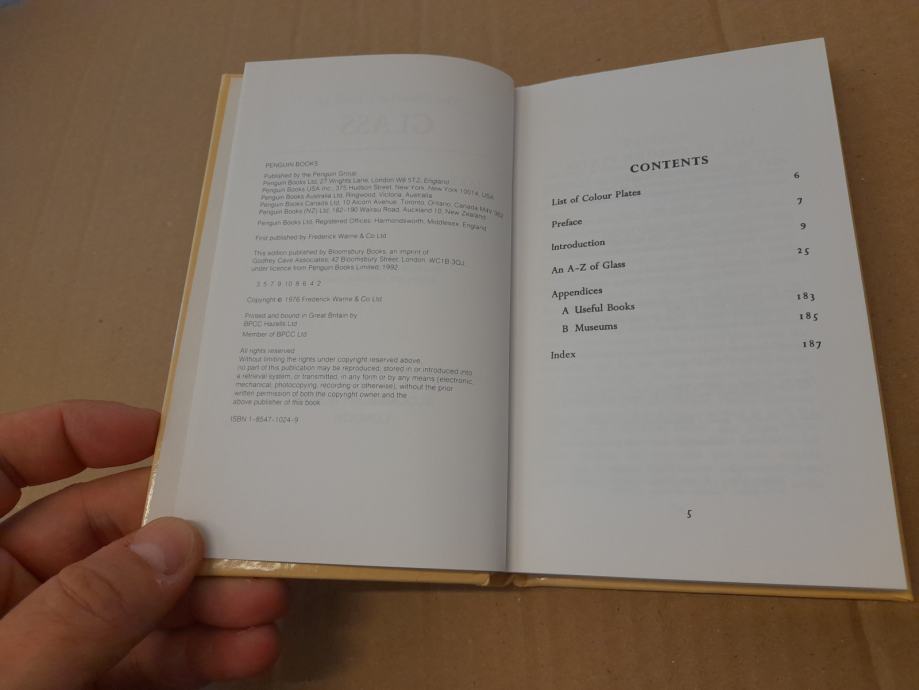 PENGUIN BOOKS
Published by the Penguin Group
Penguin Books Ltd, 27 Wrights Lane, London W8 5TZ, England
Penguin Books USA Inc., 375 Hudson Street, New York, New York 10014, USA
Penguin Books Australia Ltd, Ringwood, Victoria, Australia
Penguin Books Canada Ltd, 10 Alcorn Avenue, Toronto, Ontario, Canada M4V 3B2
Penguin Books (NZ) Ltd, 182–190 Wairau Road, Auckland 10, New Zealand
Penguin Books Ltd, Registered Offices: Harmondsworth, Middlesex, England
First published by Frederick Warne & Co Ltd
This edition published by Bloomsbury Books, an imprint of
Godfrey Cave Associates, 42 Bloomsbury Street, London, WC1B 3QJ,
under licence from Penguin Books Limited, 1992
3 5 7 9 10 8 6 4 2
Copyright © 1976 Frederick Warne & Co Ltd
Printed and bound in Great Britain by
BPCC Hazells Ltd
Member of BPCC Ltd
All rights reserved
Without limiting the rights under copyright reserved above,
no part of this publication may be reproduced, stored in or introduced into
a retrieval system, or transmitted, in any form or by any means (electronic,
mechanical, photocopying, recording or otherwise), without the prior
written permission of both the copyright owner and the
above publisher of this book
ISBN 1-8547-1024-9
CONTENTS
List of Colour Plates 6
Preface 7
Introduction 9
An A–Z of Glass 25
Appendices
A Useful Books 183
B Museums 185
Index 187
5